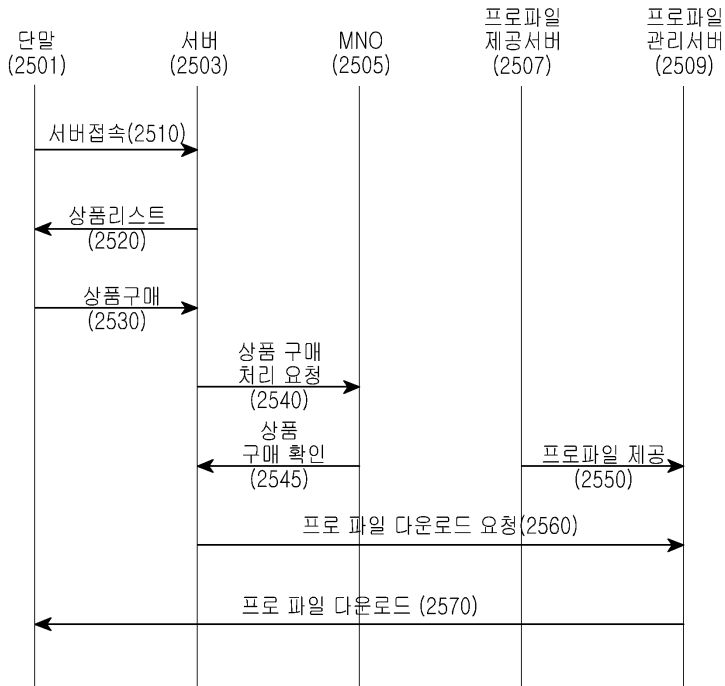 단말
(2501)
서버
(2503)
MNO
(2505)
프로파일
제공서버
(2507)
프로파일
관리서버
(2509)
서버접속(2510)
상품리스트
(2520)
상품구매
(2530)
상품 구매
처리 요청
(2540)
상품
구매 확인
(2545)
프로파일 제공
(2550)
프로 파일 다운로드 요청(2560)
프로 파일 다운로드 (2570)